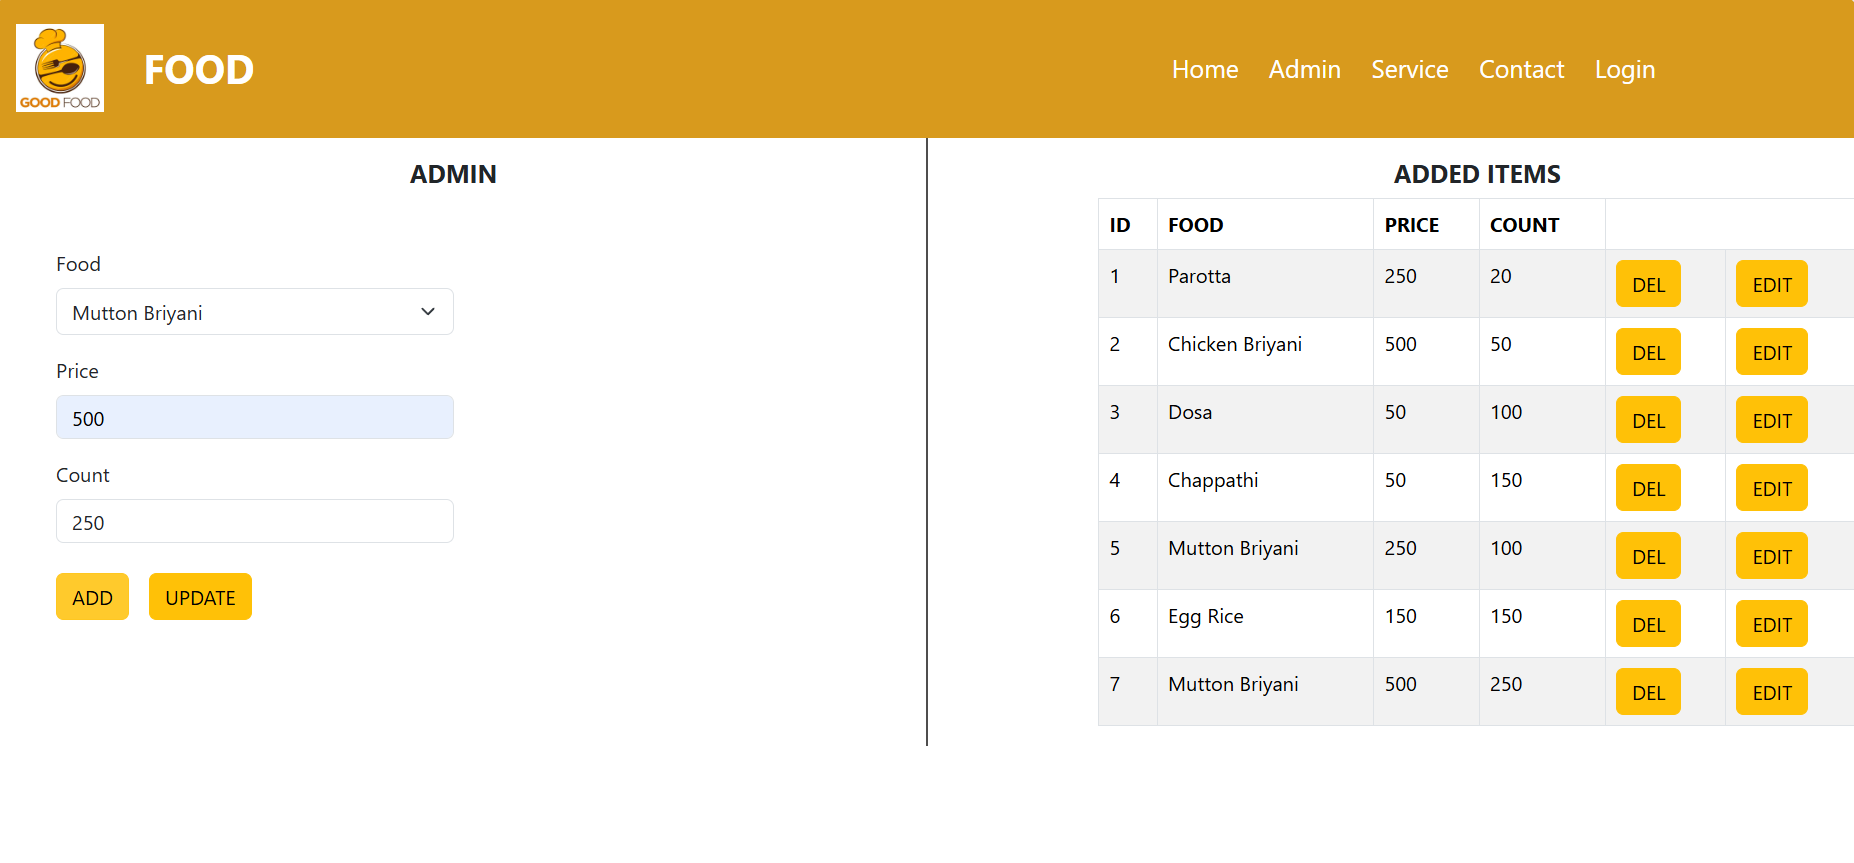 GOOD FOOD
FOOD
Home Admin Service Contact Login
ADMIN
Food
Mutton Briyani
Price
500
Count
250
ADD UPDATE
ADDED ITEMS
ID FOOD PRICE COUNT
1 Parotta 250 20 DEL EDIT
2 Chicken Briyani 500 50 DEL EDIT
3 Dosa 50 100 DEL EDIT
4 Chappathi 50 150 DEL EDIT
5 Mutton Briyani 250 100 DEL EDIT
6 Egg Rice 150 150 DEL EDIT
7 Mutton Briyani 500 250 DEL EDIT